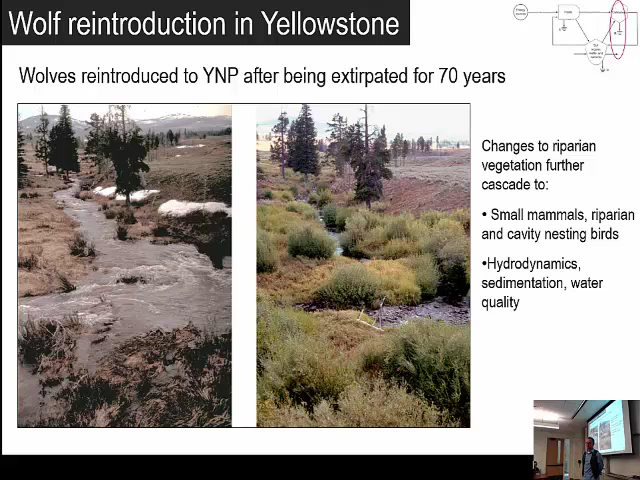 Wolf reintroduction in Yellowstone
Wolves reintroduced to YNP after being extirpated for 70 years
Changes to riparian
vegetation further
cascade to:
• Small mammals, riparian
and cavity nesting birds
•Hydrodynamics,
sedimentation, water
quality